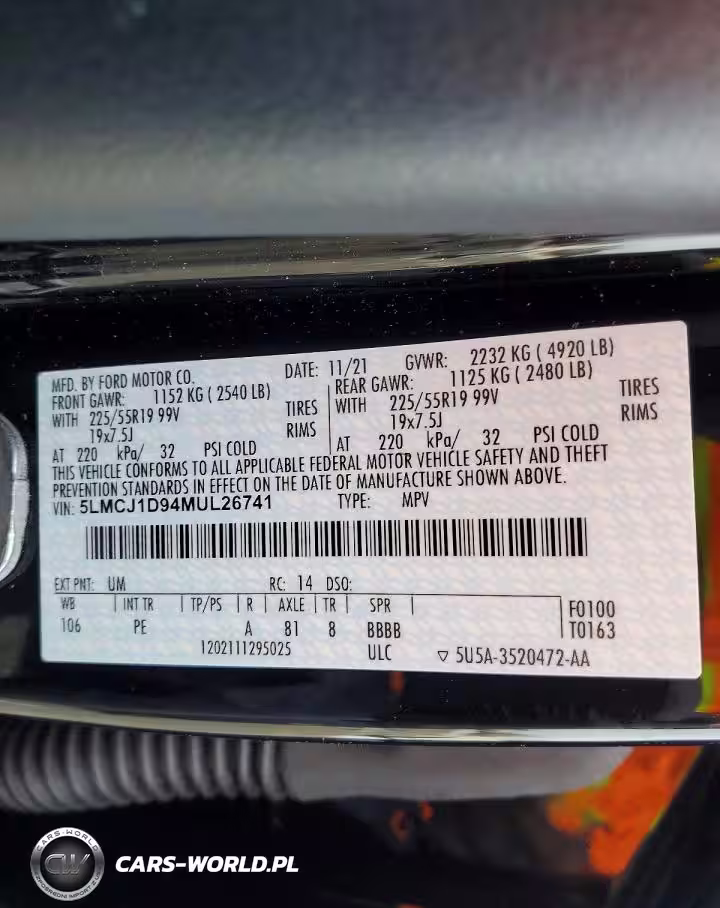 MFD. BY FORD MOTOR CO. DATE: 11/21 GVWR: 2232 KG ( 4920 LB)
FRONT GAWR: 1152 KG ( 2540 LB) REAR GAWR: 1125 KG ( 2480 LB)
WITH 225/55R19 99V TIRES WITH 225/55R19 99V TIRES
19x7.5J RIMS 19x7.5J RIMS
AT 220 kPa/ 32 PSI COLD AT 220 kPa/ 32 PSI COLD
THIS VEHICLE CONFORMS TO ALL APPLICABLE FEDERAL MOTOR VEHICLE SAFETY AND THEFT
PREVENTION STANDARDS IN EFFECT ON THE DATE OF MANUFACTURE SHOWN ABOVE.
VIN: 5LMCJ1D94MUL26741 TYPE: MPV
EXT PNT: UM RC: 14 DSO:
WB INT TR TP/PS R AXLE TR SPR F0100
106 PE A 81 8 BBBB T0163
1202111295025 ULC ▽ 5U5A-3520472-AA
CARS-WORLD
CW
CARS-WORLD.PL